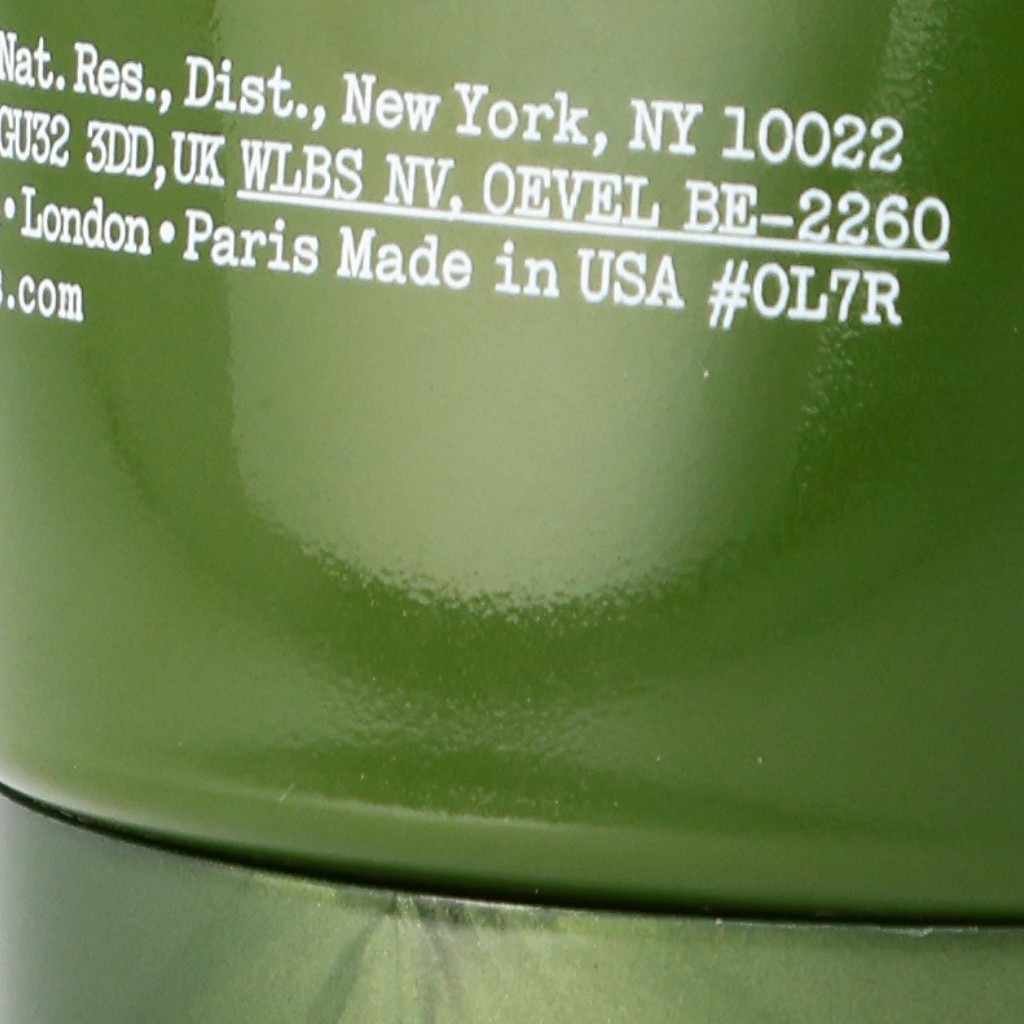 Nat. Res., Dist., New York, NY 10022
GU32 3DD, UK WLBS NV, OEVEL BE-2260
• London • Paris Made in USA #OL7R
.com